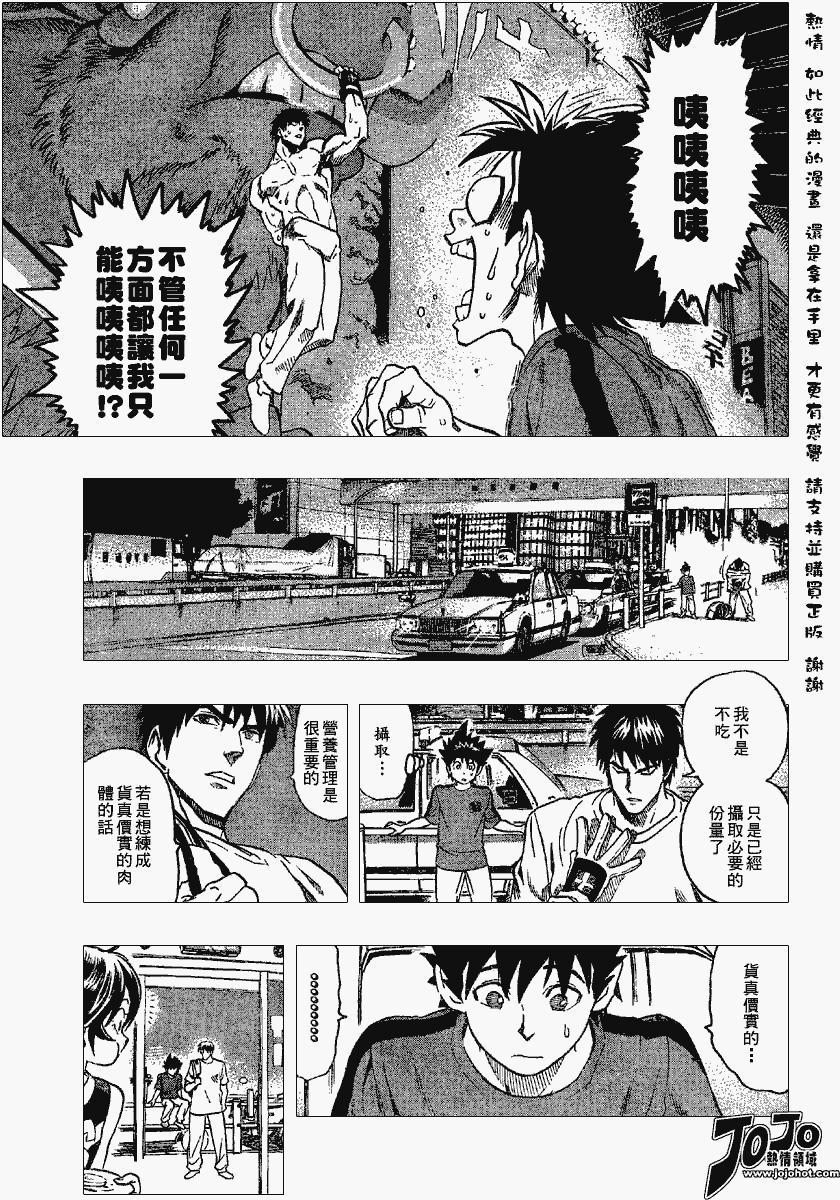 咦咦咦咦
不管任何一
方面都讓我只
能咦咦咦咦
!?
BEA
我不是
不吃
只是已經
攝取必要的
份量了
攝取…
營養管理是
很重要的
若是想練成
貨真價實的肉
體的話
貨真價實的…
………
熱情 如此經典的漫畫 還是拿在手里 才更有感覺 請支持並購買正版 謝謝
JOJO
熱情領域
www.jojohot.com